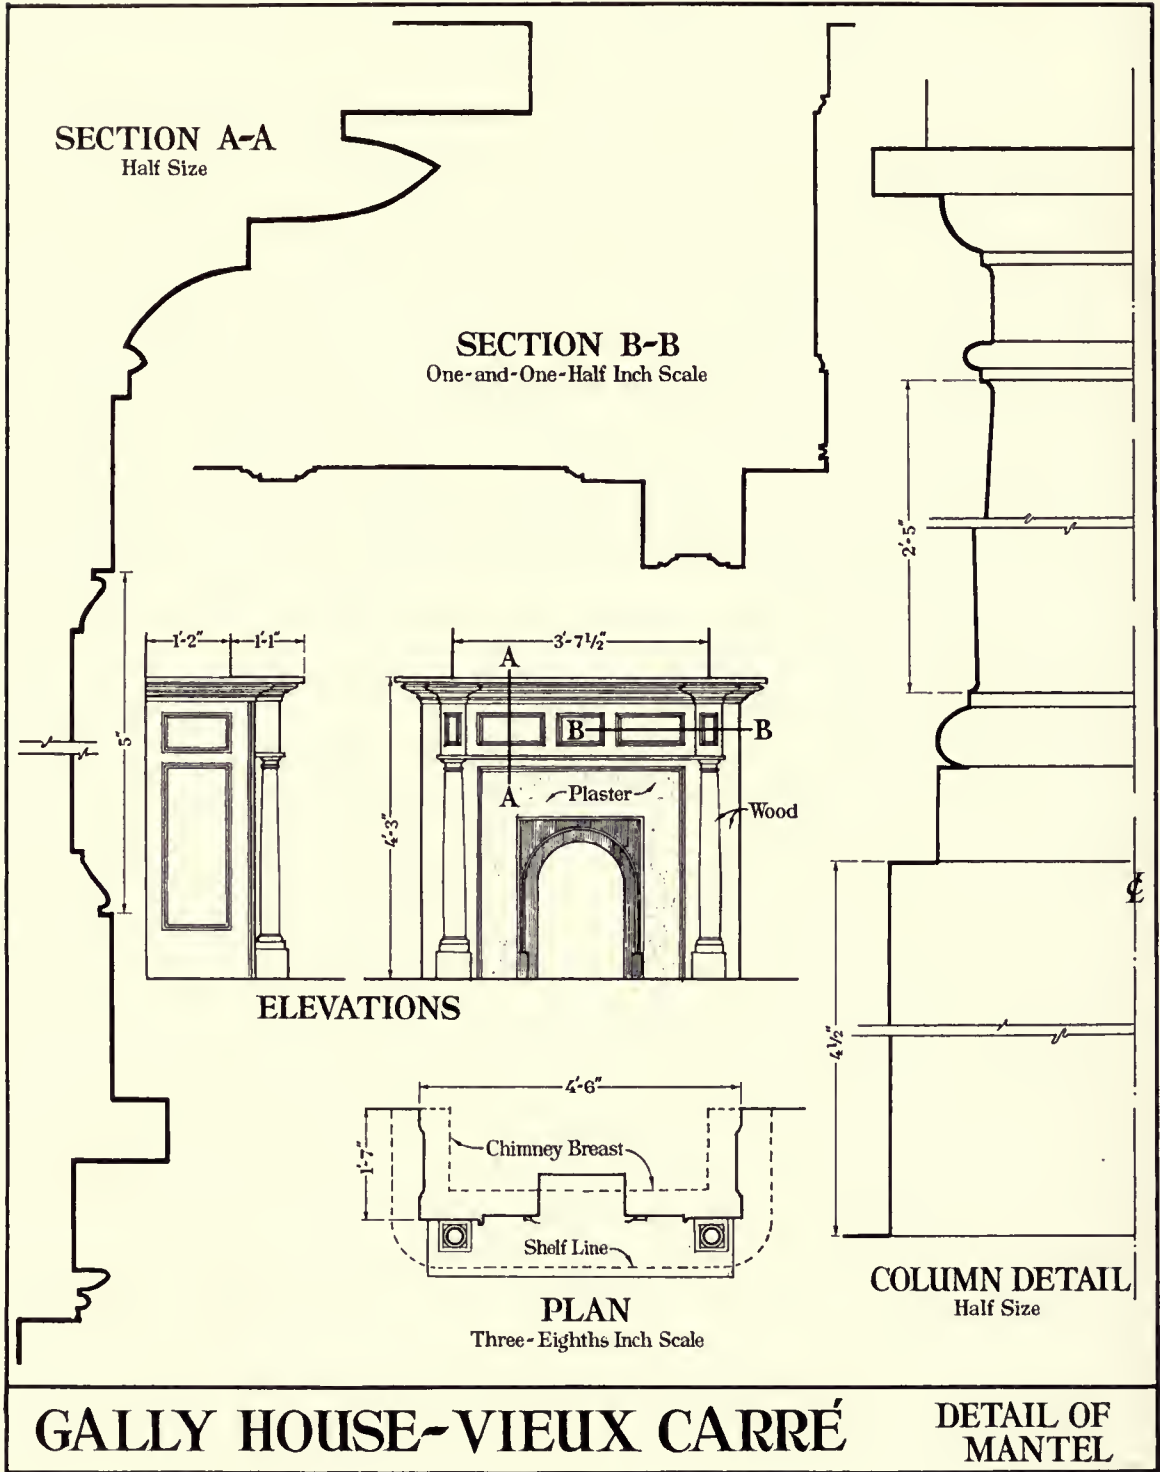 SECTION A-A
Half Size
SECTION B-B
One-and-One-Half Inch Scale
2'-5"
5"
1'-2"
1'-1"
3'-7½"
A
B
B
A
Plaster
Wood
4'-3"
ELEVATIONS
℄
4½"
4'-6"
1'-7"
Chimney Breast
Shelf Line
PLAN
Three-Eighths Inch Scale
COLUMN DETAIL
Half Size
GALLY HOUSE-VIEUX CARRÉ
DETAIL OF
MANTEL